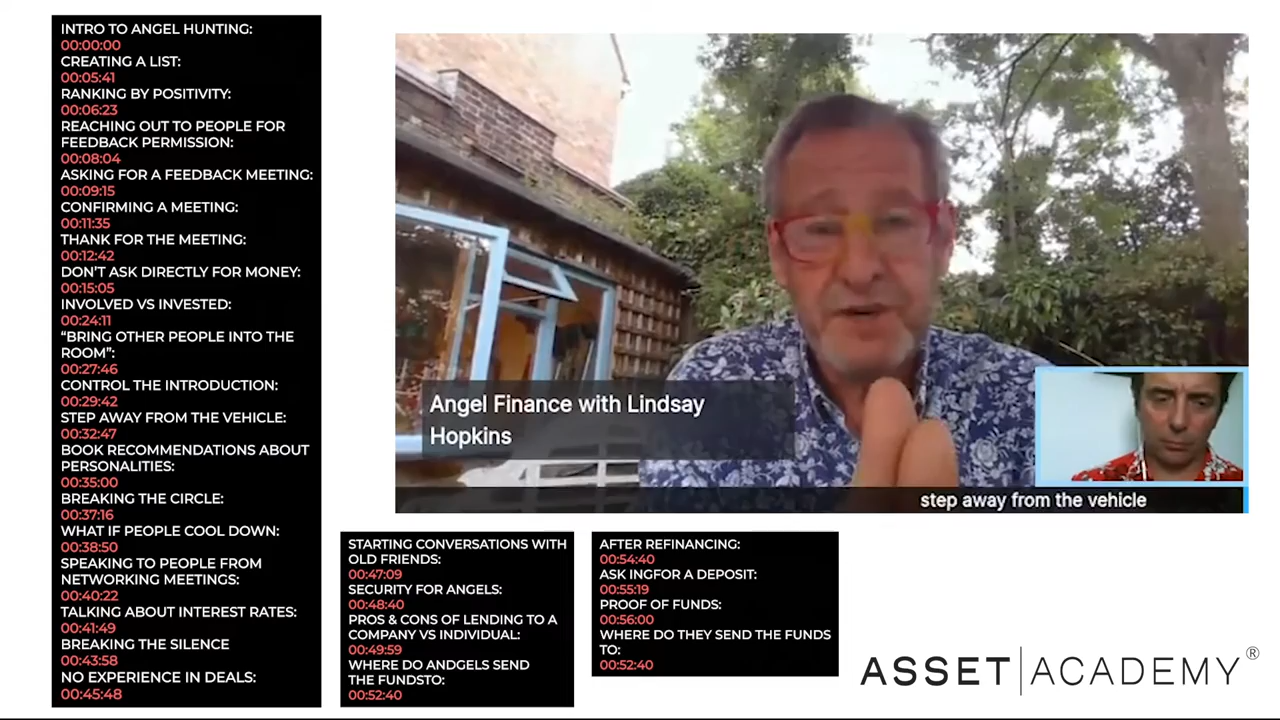 INTRO TO ANGEL HUNTING:
00:00:00
CREATING A LIST:
00:05:41
RANKING BY POSITIVITY:
00:06:23
REACHING OUT TO PEOPLE FOR
FEEDBACK PERMISSION:
00:08:04
ASKING FOR A FEEDBACK MEETING:
00:09:15
CONFIRMING A MEETING:
00:11:35
THANK FOR THE MEETING:
00:12:42
DON'T ASK DIRECTLY FOR MONEY:
00:15:05
INVOLVED VS INVESTED:
00:24:11
“BRING OTHER PEOPLE INTO THE
ROOM”:
00:27:46
CONTROL THE INTRODUCTION:
00:29:42
STEP AWAY FROM THE VEHICLE:
00:32:47
BOOK RECOMMENDATIONS ABOUT
PERSONALITIES:
00:35:00
BREAKING THE CIRCLE:
00:37:16
WHAT IF PEOPLE COOL DOWN:
00:38:50
SPEAKING TO PEOPLE FROM
NETWORKING MEETINGS:
00:40:22
TALKING ABOUT INTEREST RATES:
00:41:49
BREAKING THE SILENCE
00:43:58
NO EXPERIENCE IN DEALS:
00:45:48
Angel Finance with Lindsay
Hopkins
step away from the vehicle
STARTING CONVERSATIONS WITH
OLD FRIENDS:
00:47:09
SECURITY FOR ANGELS:
00:48:40
PROS & CONS OF LENDING TO A
COMPANY VS INDIVIDUAL:
00:49:59
WHERE DO ANDGELS SEND
THE FUNDSTO:
00:52:40
AFTER REFINANCING:
00:54:40
ASK INGFOR A DEPOSIT:
00:55:19
PROOF OF FUNDS:
00:56:00
WHERE DO THEY SEND THE FUNDS
TO:
00:52:40
ASSET|ACADEMY®